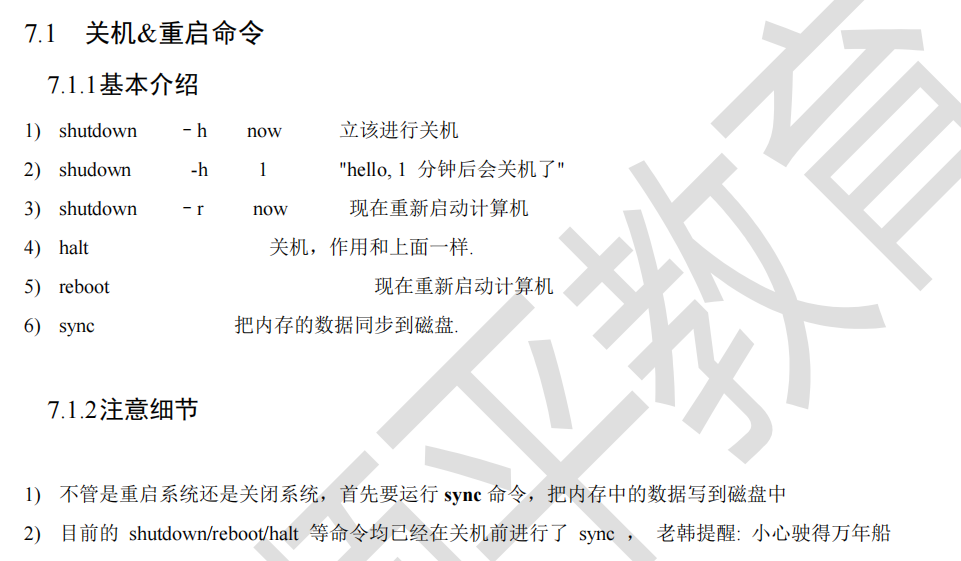 7.1 关机&重启命令
7.1.1基本介绍
1) shutdown –h now 立该进行关机
2) shudown -h 1 "hello, 1 分钟后会关机了"
3) shutdown –r now 现在重新启动计算机
4) halt 关机，作用和上面一样.
5) reboot 现在重新启动计算机
6) sync 把内存的数据同步到磁盘.
7.1.2注意细节
1) 不管是重启系统还是关闭系统，首先要运行 sync 命令，把内存中的数据写到磁盘中
2) 目前的 shutdown/reboot/halt 等命令均已经在关机前进行了 sync ， 老韩提醒: 小心驶得万年船
平教育